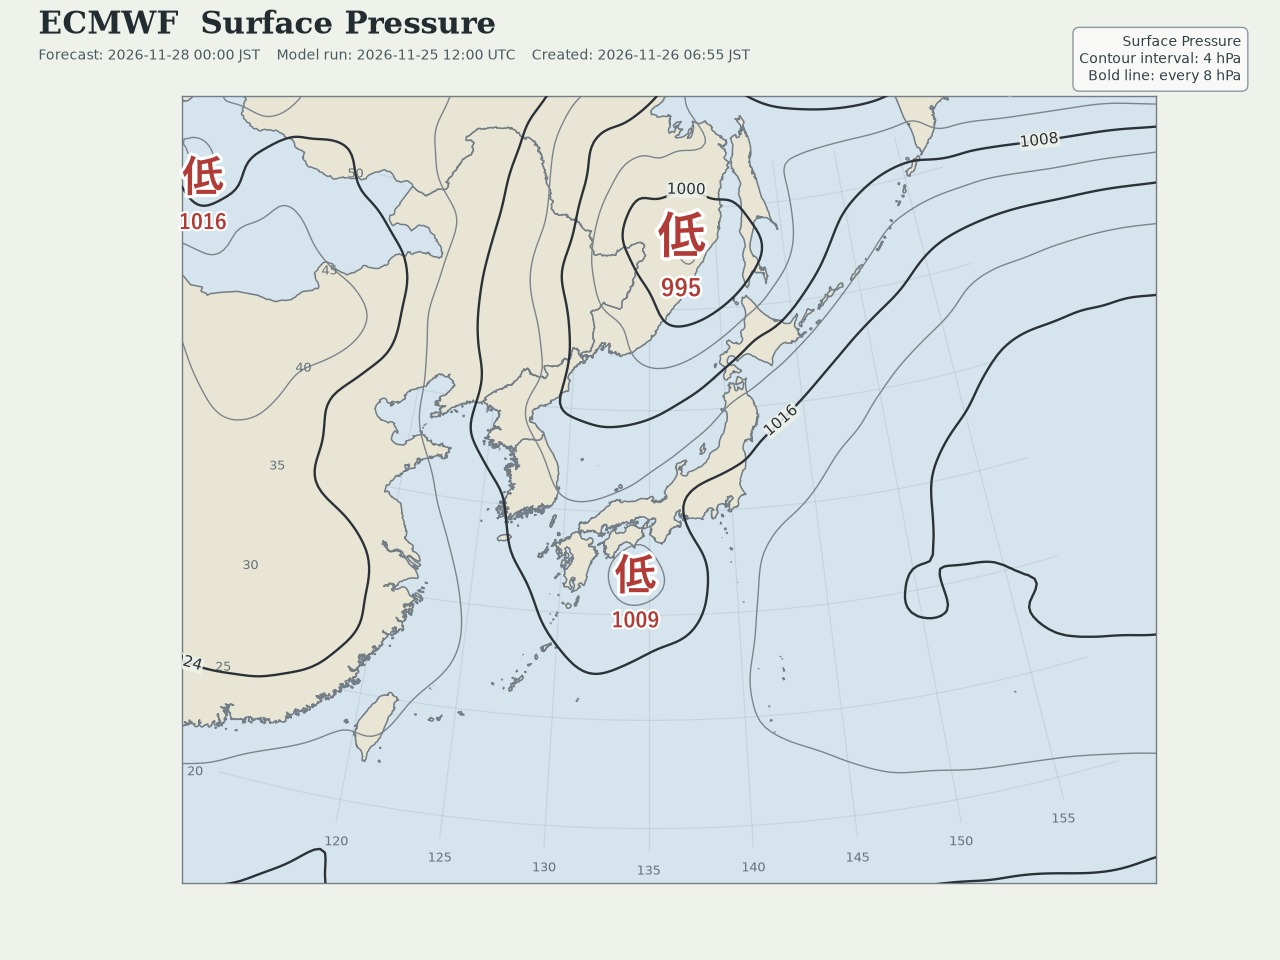 ECMWF  Surface Pressure
Forecast: 2026-11-28 00:00 JST    Model run: 2026-11-25 12:00 UTC    Created: 2026-11-26 06:55 JST
Surface Pressure
Contour interval: 4 hPa
Bold line: every 8 hPa
1008
低
1016
50
1000
低
995
45
40
1016
35
30
低
1009
24
25
20
120
125
130
135
140
145
150
155